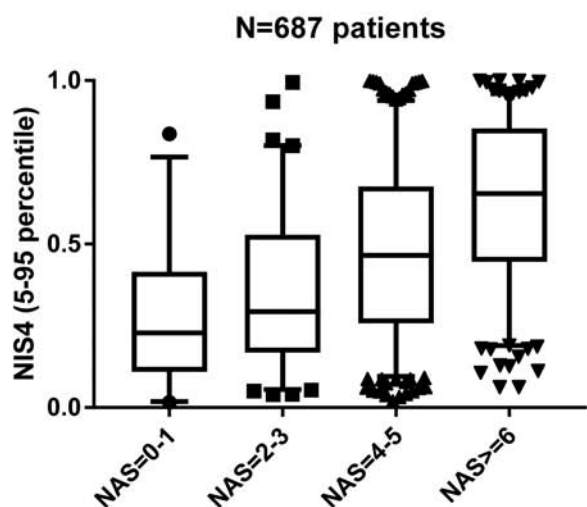 N=687 patients
NIS4 (5-95 percentile)
1.0
0.5
0.0
NAS=0-1
NAS=2-3
NAS=4-5
NAS>=6